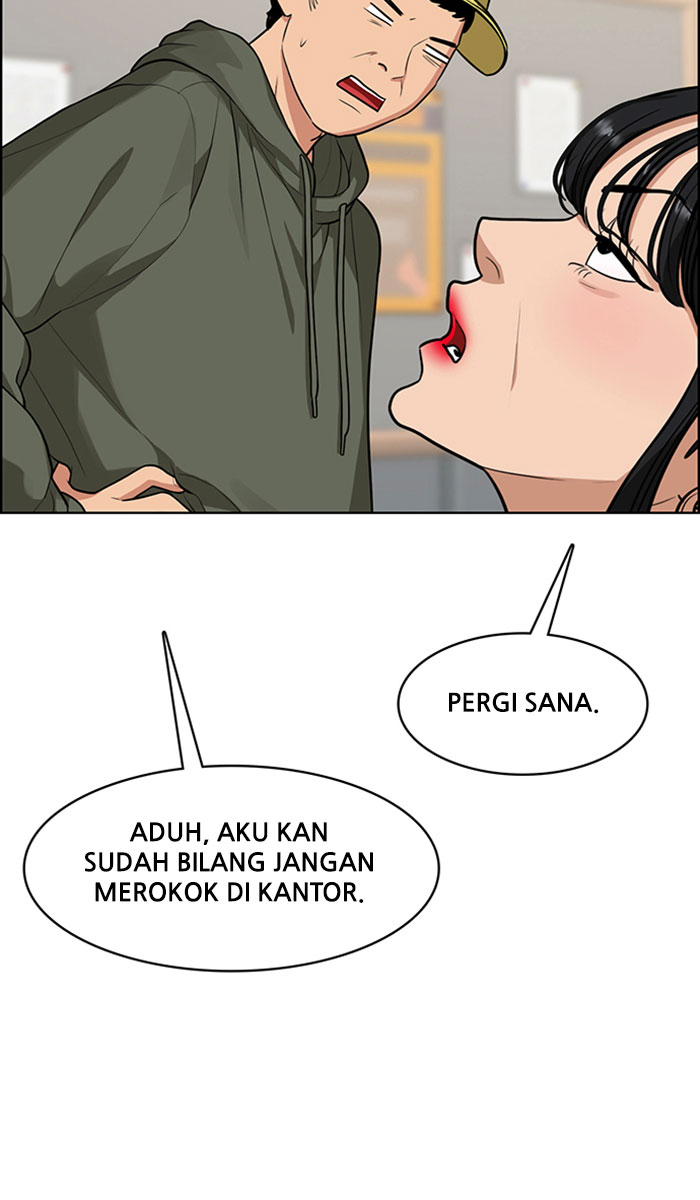 PERGI SANA.
ADUH, AKU KAN
SUDAH BILANG JANGAN
MEROKOK DI KANTOR.